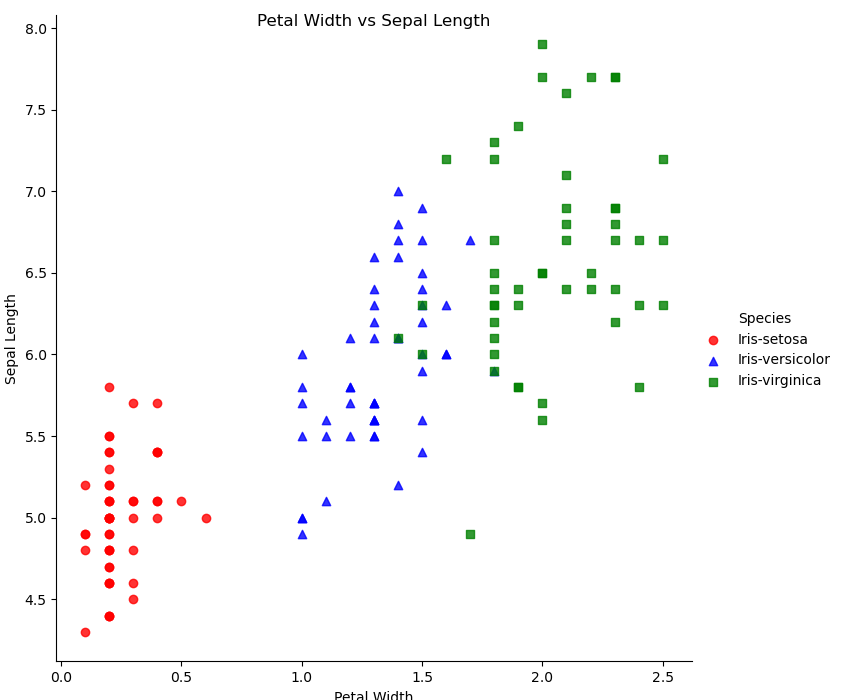 Petal Width vs Sepal Length
8.0
7.5
7.0
6.5
6.0
5.5
5.0
4.5
Sepal Length
0.0 0.5 1.0 1.5 2.0 2.5
Petal Width
Species
Iris-setosa
Iris-versicolor
Iris-virginica